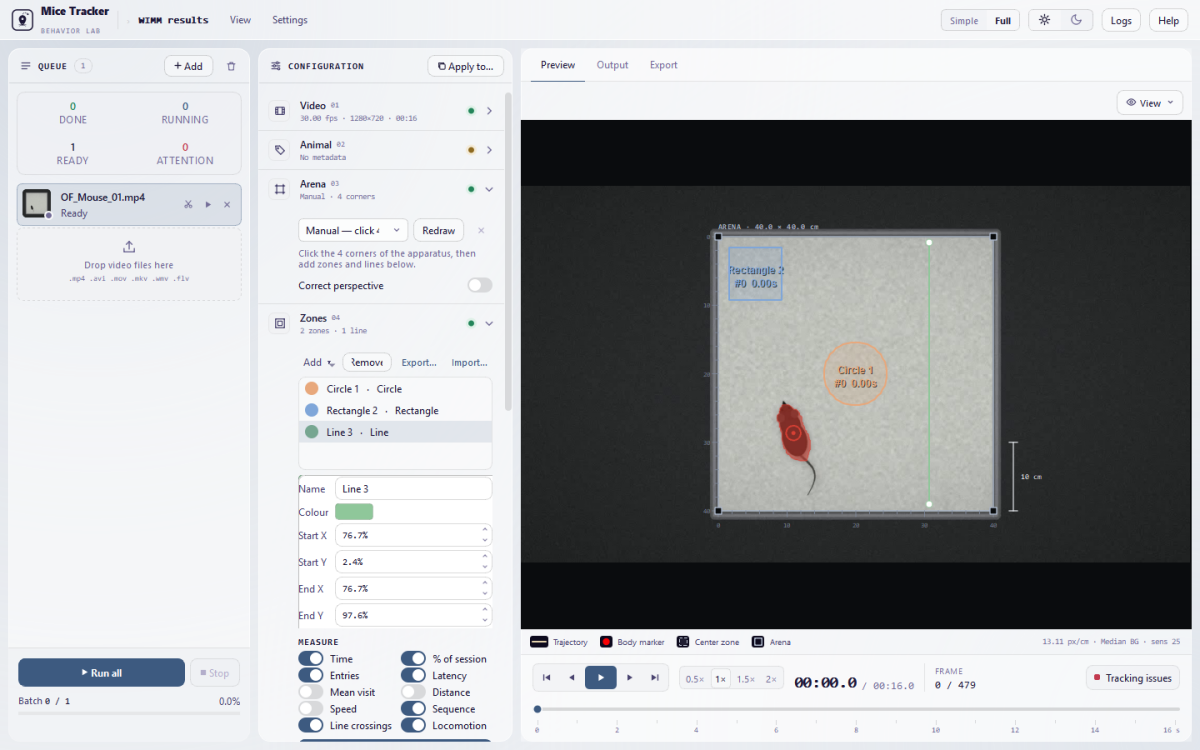 Mice Tracker
BEHAVIOR LAB
WIMM results
View
Settings
Simple
Full
Logs
Help
QUEUE 1
+ Add
0
DONE
0
RUNNING
1
READY
0
ATTENTION
OF_Mouse_01.mp4
Ready
Drop video files here
.mp4 .avi .mov .mkv .wmv .flv
Run all
Stop
Batch 0 / 1
0.0%
CONFIGURATION
Apply to...
Video 01
30.00 fps · 1280×720 · 00:16
Animal 02
No metadata
Arena 03
Manual · 4 corners
Manual — click 4
Redraw
Click the 4 corners of the apparatus, then
add zones and lines below.
Correct perspective
Zones 04
2 zones · 1 line
Add
Remove
Export...
Import...
Circle 1 · Circle
Rectangle 2 · Rectangle
Line 3 · Line
Name
Line 3
Colour
Start X
76.7%
Start Y
2.4%
End X
76.7%
End Y
97.6%
MEASURE
Time
% of session
Entries
Latency
Mean visit
Distance
Speed
Sequence
Line crossings
Locomotion
Preview
Output
Export
View
ARENA · 40.0 × 40.0 cm
0
10
20
30
40
Rectangle 2
#0 0.00s
Circle 1
#0 0.00s
10 cm
0
10
20
30
40
Trajectory
Body marker
Center zone
Arena
13.11 px/cm · Median BG · sens 25
0.5×
1×
1.5×
2×
00:00.0 / 00:16.0
FRAME
0 / 479
Tracking issues
0
2
4
6
8
10
12
14
16 s